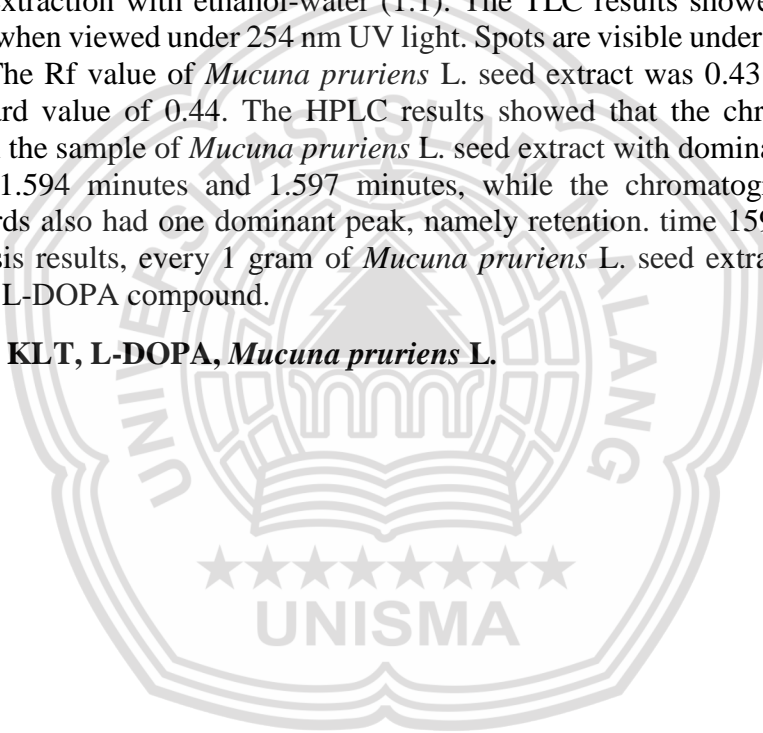 xtraction with ethanol-water (1:1). The TLC results showe
when viewed under 254 nm UV light. Spots are visible under
The Rf value of Mucuna pruriens L. seed extract was 0.43
rd value of 0.44. The HPLC results showed that the chr
the sample of Mucuna pruriens L. seed extract with domina
1.594 minutes and 1.597 minutes, while the chromatog
rds also had one dominant peak, namely retention. time 159
sis results, every 1 gram of Mucuna pruriens L. seed extra
L-DOPA compound.
KLT, L-DOPA, Mucuna pruriens L.
UNIVERSITAS ISLAM MALANG
UNISMA